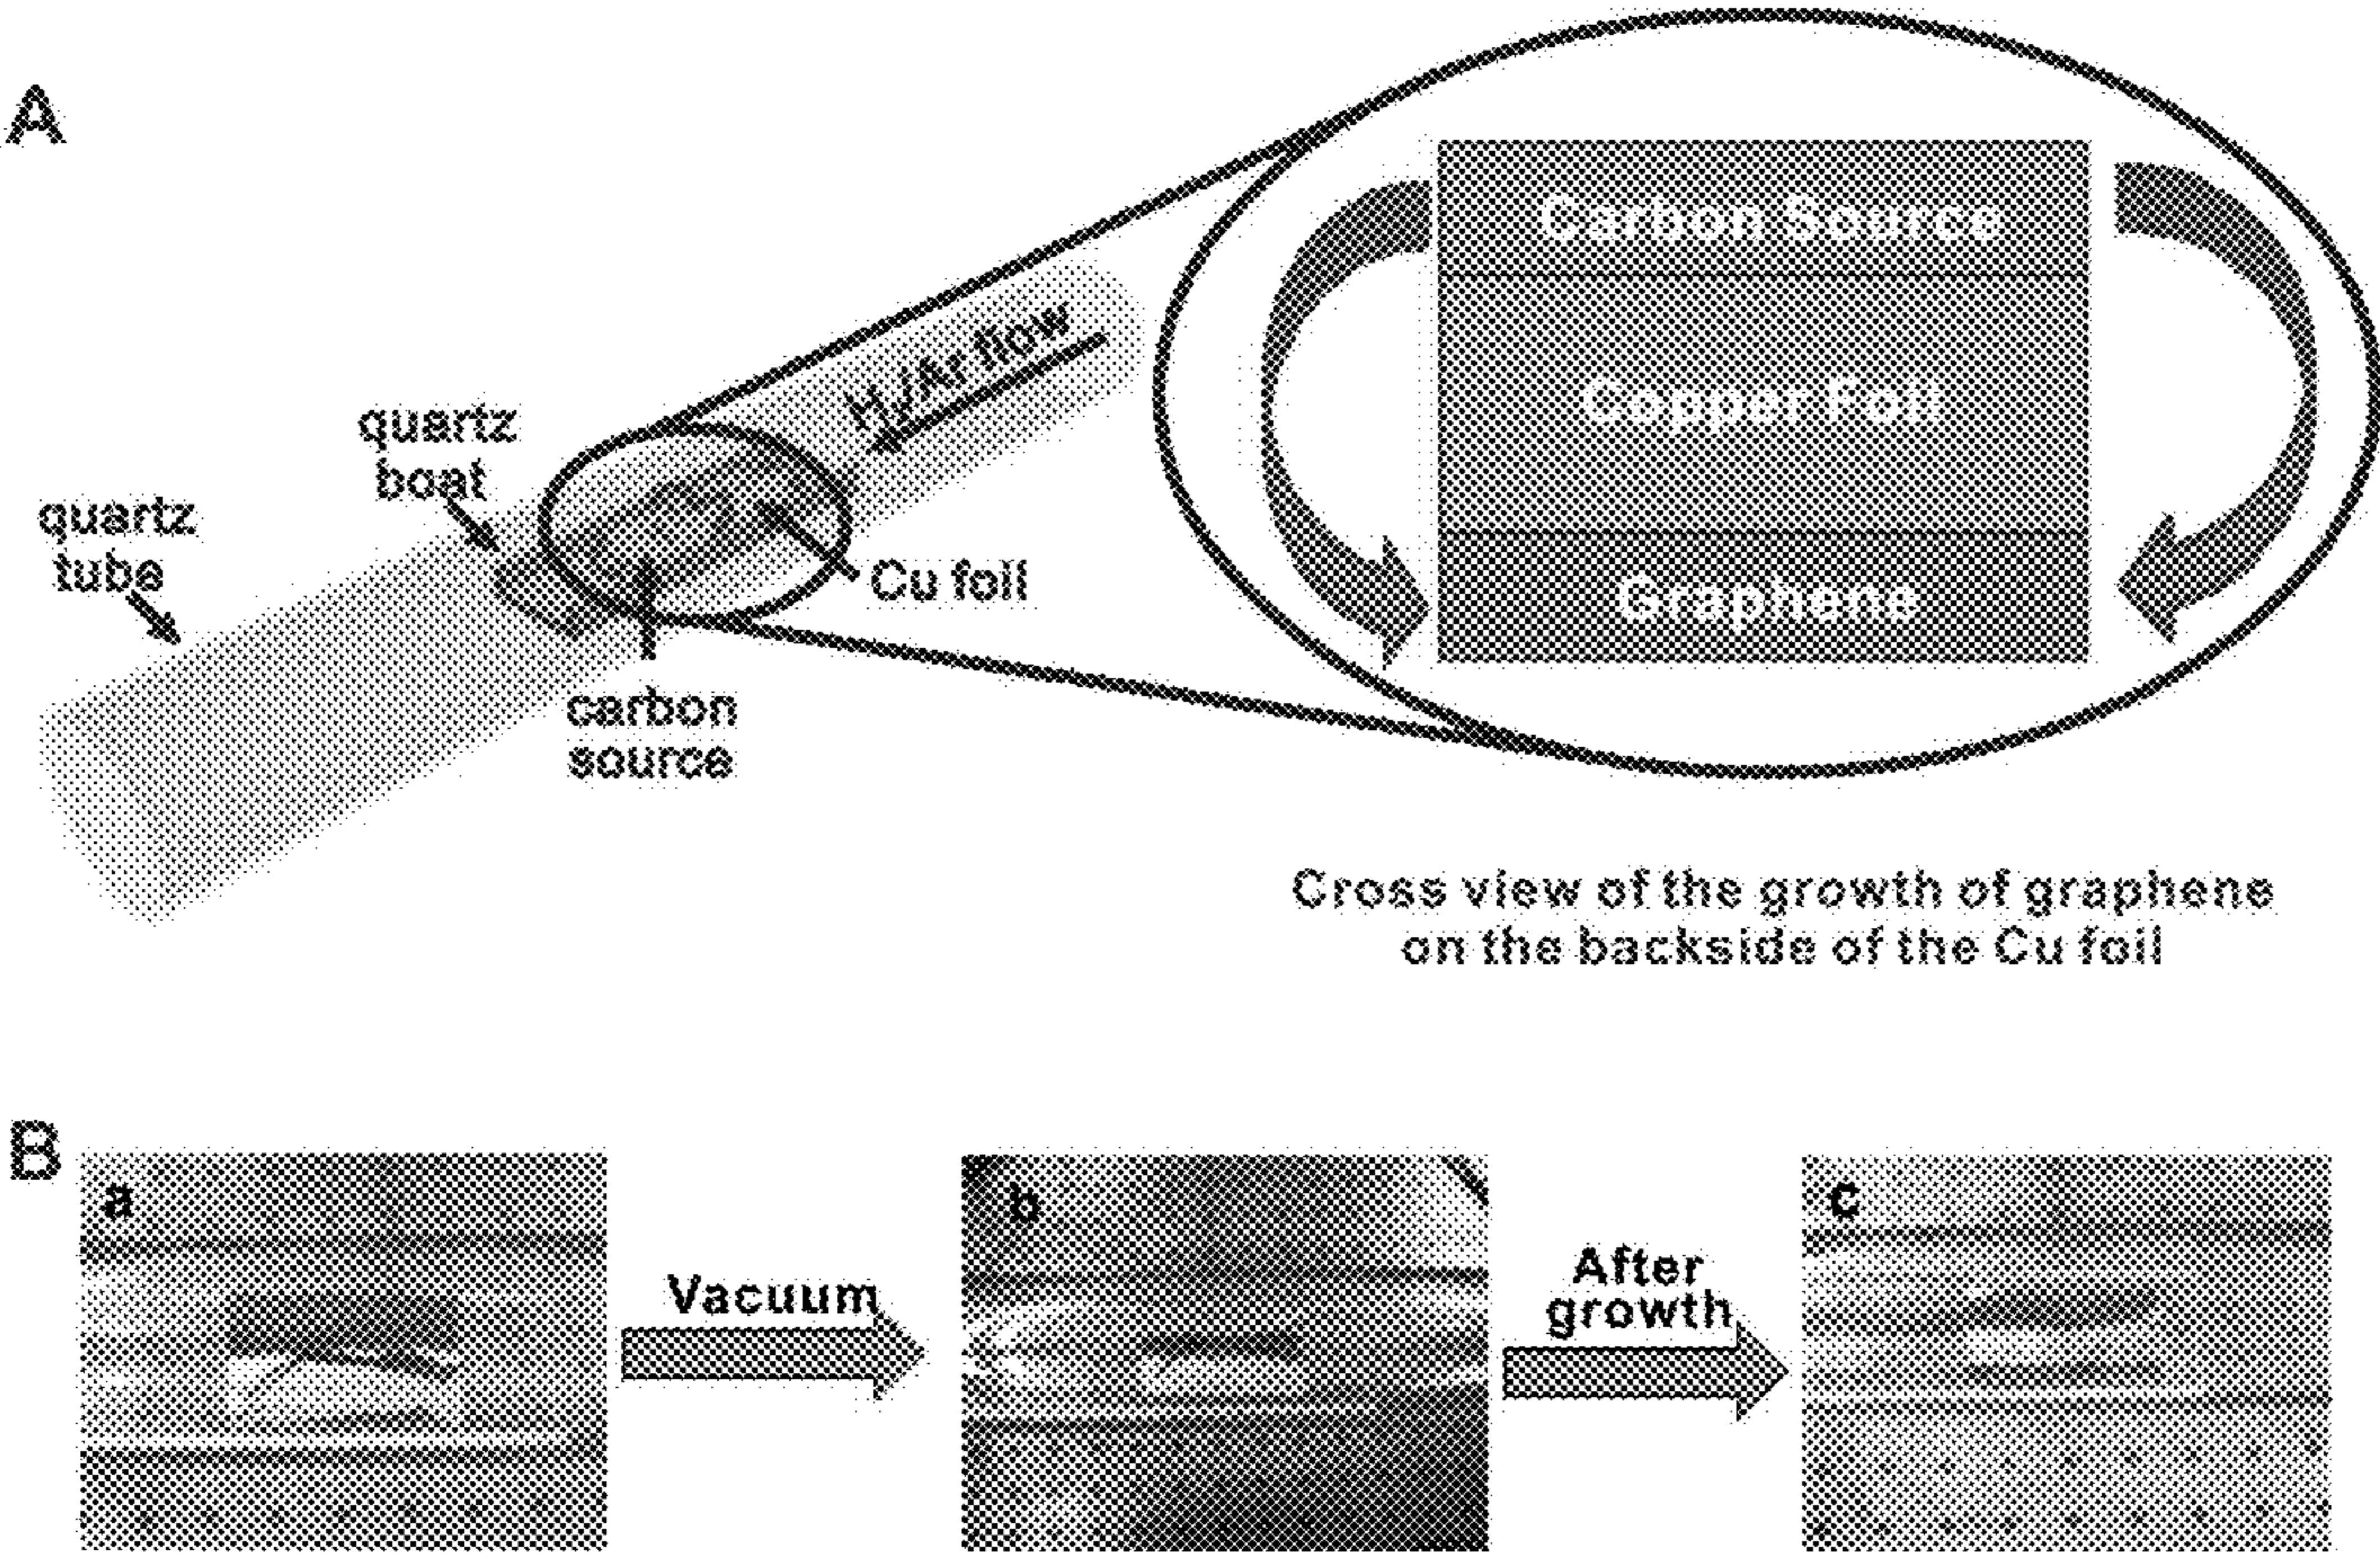 A
Carbon Source
H₂/Ar flow
Copper Foil
quartz
boat
quartz
tube
Cu foil
Graphene
carbon
source
Cross view of the growth of graphene
on the backside of the Cu foil
B
a
Vacuum
b
After
growth
c